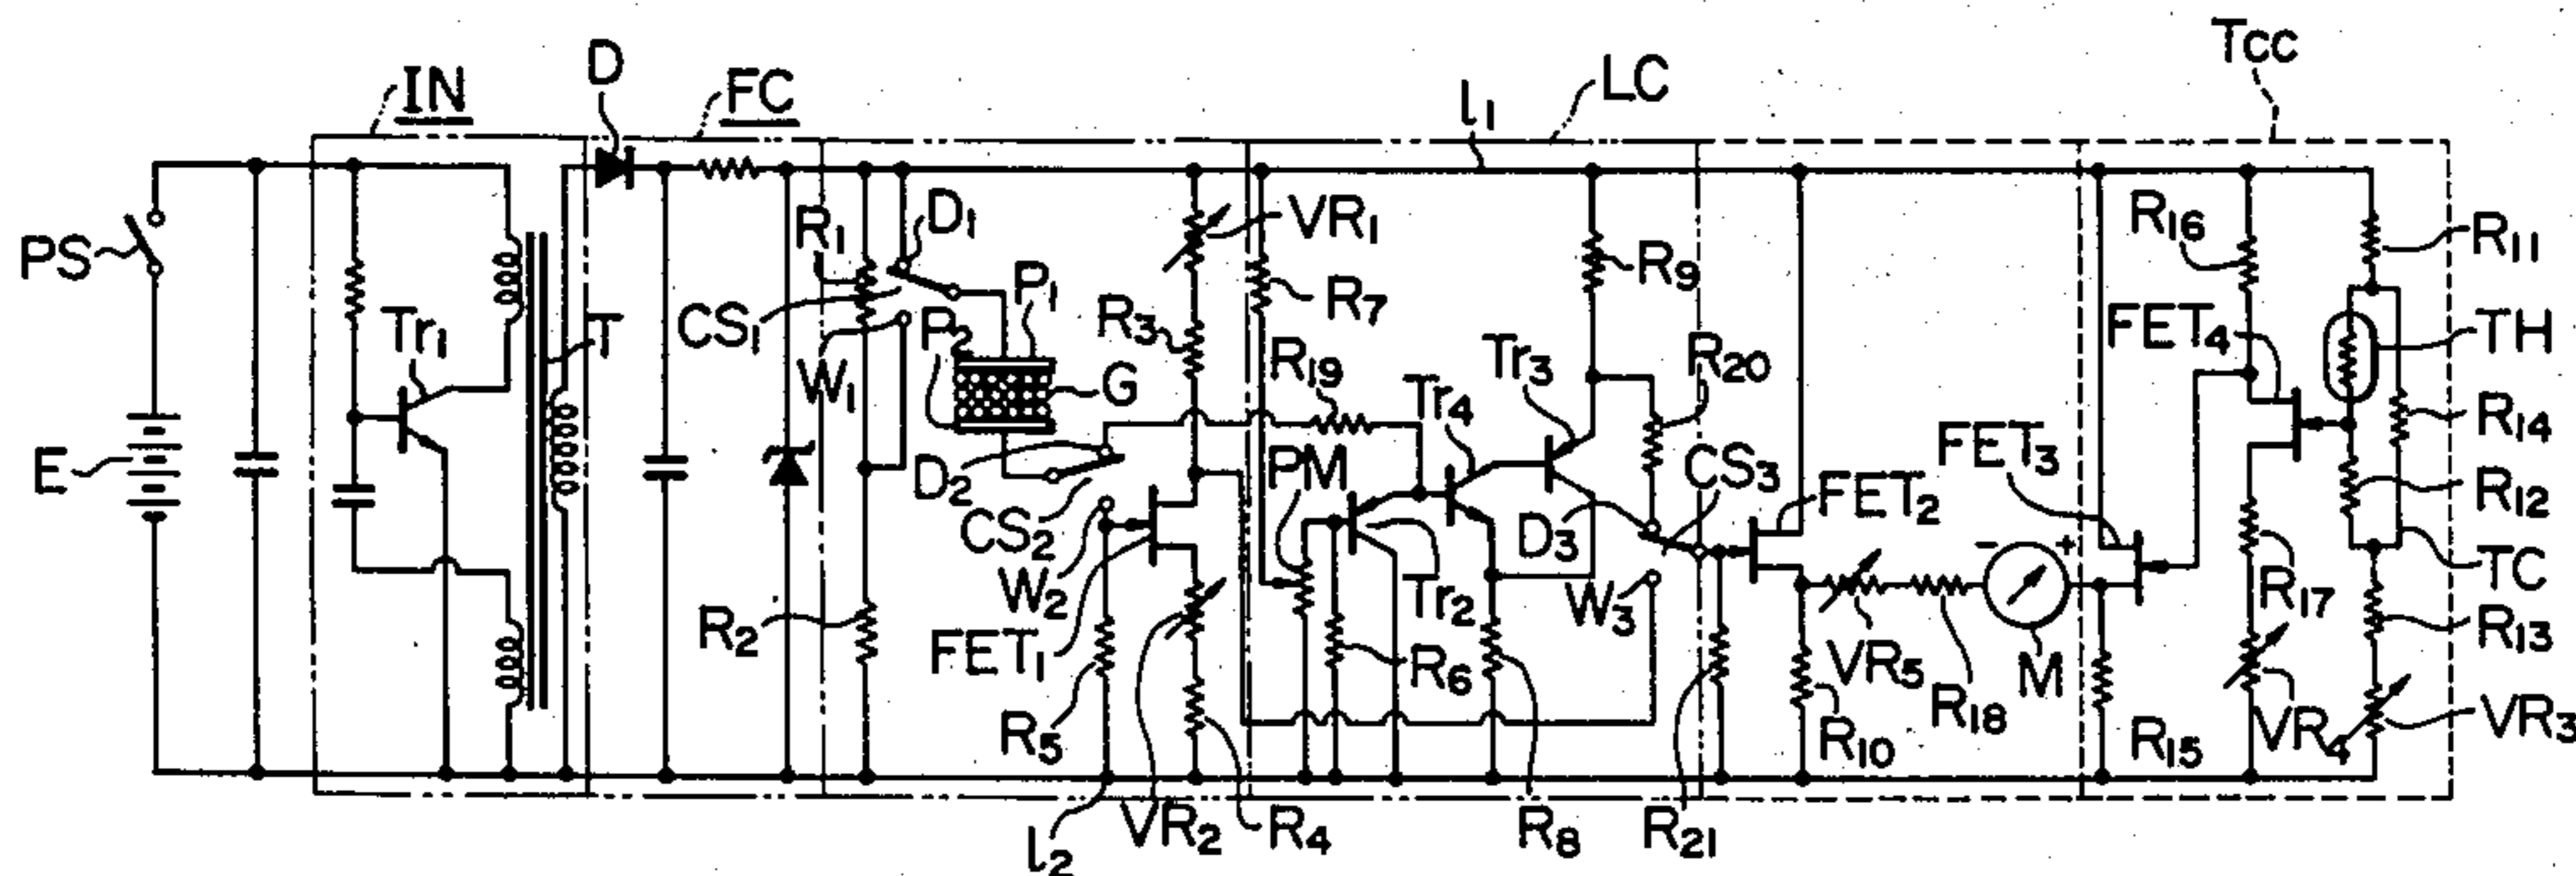 Tcc
IN
D
FC
l₁
LC
PS
R₁
D₁
VR₁
R₁₆
R₁₁
CS₁
P₂
P₁
R₃
R₇
R₉
FET₄
TH
Tr₁
T
W₁
G
R₁₉
Tr₄
Tr₃
R₂₀
R₁₄
E
D₂
PM
CS₃
FET₃
CS₂
D₃
FET₂
R₁₂
W₂
Tr₂
W₃
- +
R₁₇
TC
R₂
FET₁
R₆
VR₅
R₁₈
M
R₁₃
R₅
R₁₀
R₁₅
VR₄
VR₃
l₂
VR₂
R₄
R₈
R₂₁